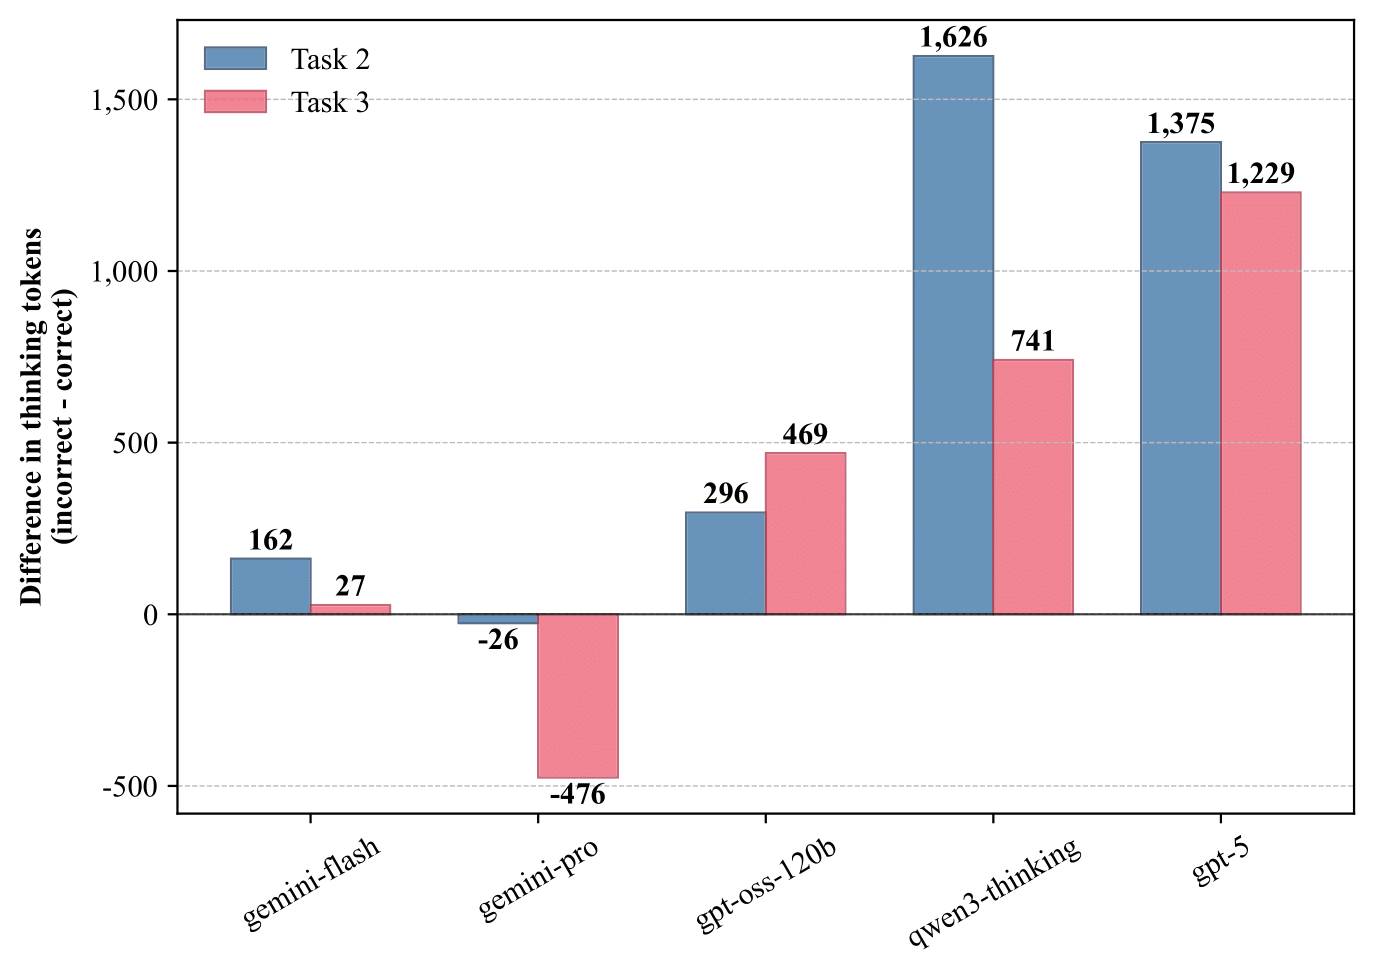 Task 2
Task 3
1,626
1,500
1,375
1,229
1,000
741
500
469
296
162
27
0
-26
-476
-500
Difference in thinking tokens
(incorrect - correct)
gemini-flash
gemini-pro
gpt-oss-120b
qwen3-thinking
gpt-5